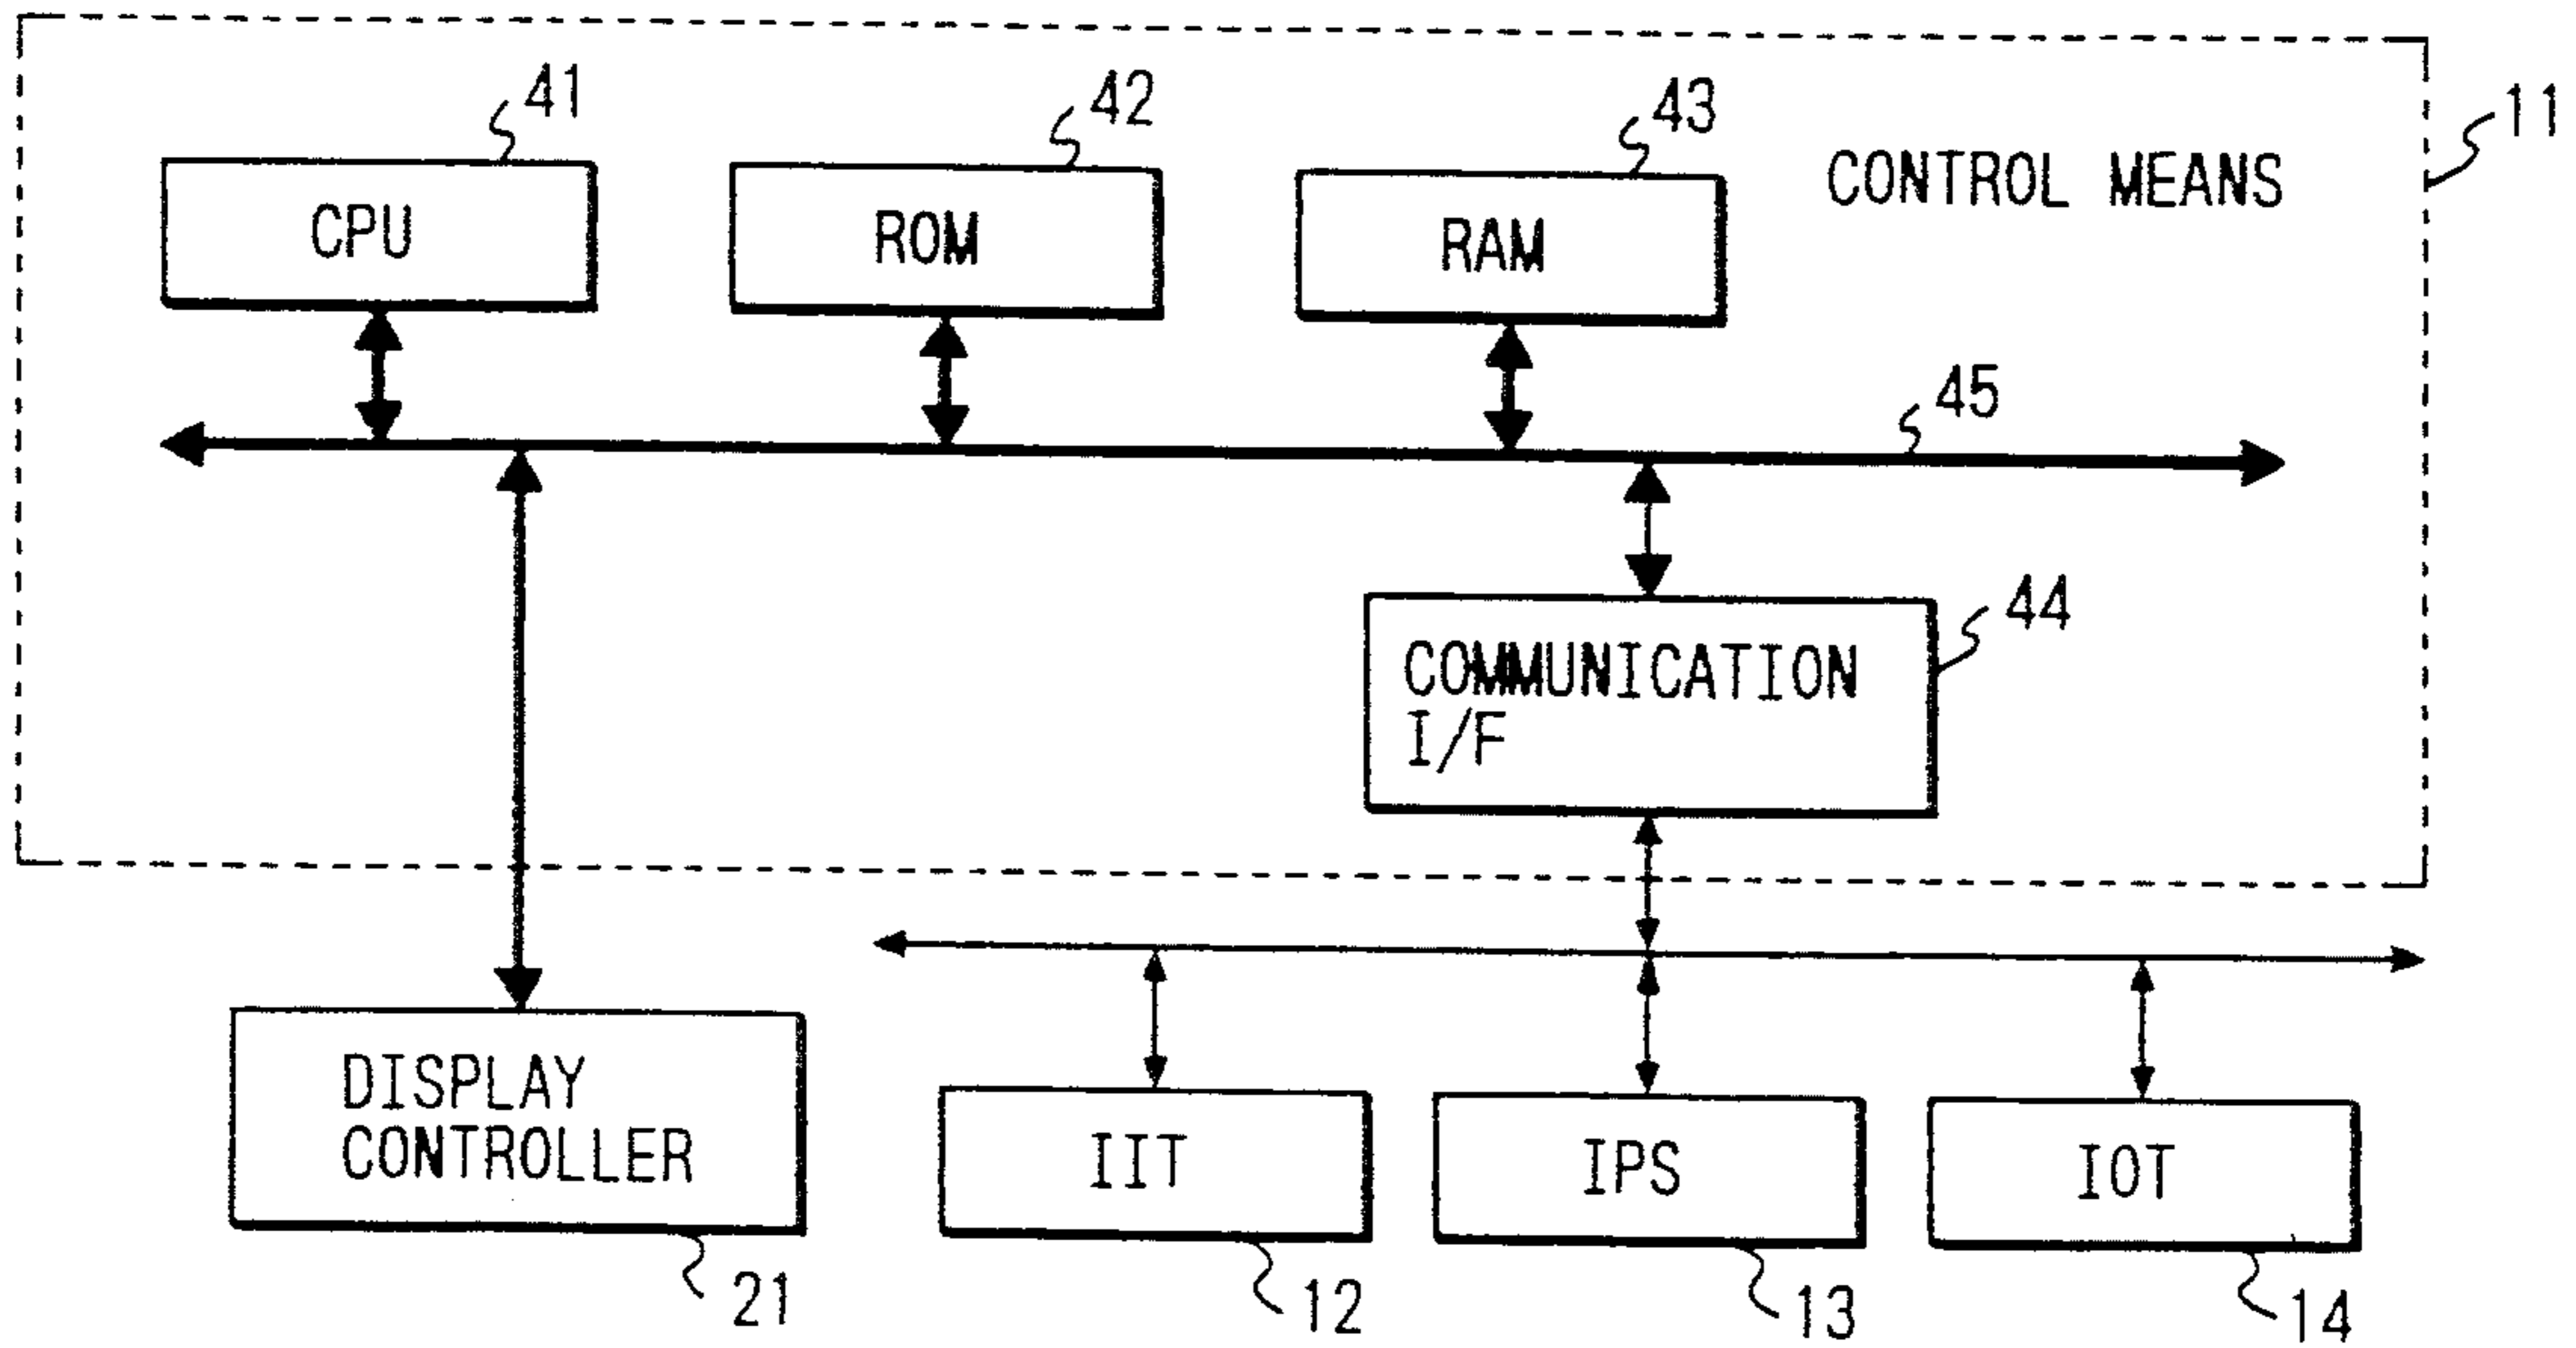 41
42
43
11
CPU
ROM
RAM
CONTROL MEANS
45
44
COMMUNICATION
I/F
DISPLAY
CONTROLLER
IIT
IPS
IOT
21
12
13
14